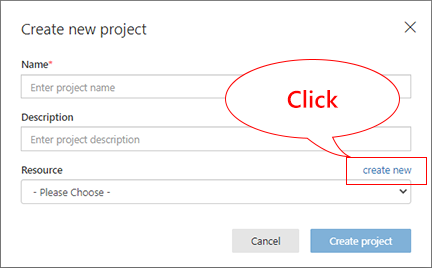 Create new project
Name*
Enter project name
Click
Description
Enter project description
Resource create new
- Please Choose -
Cancel Create project